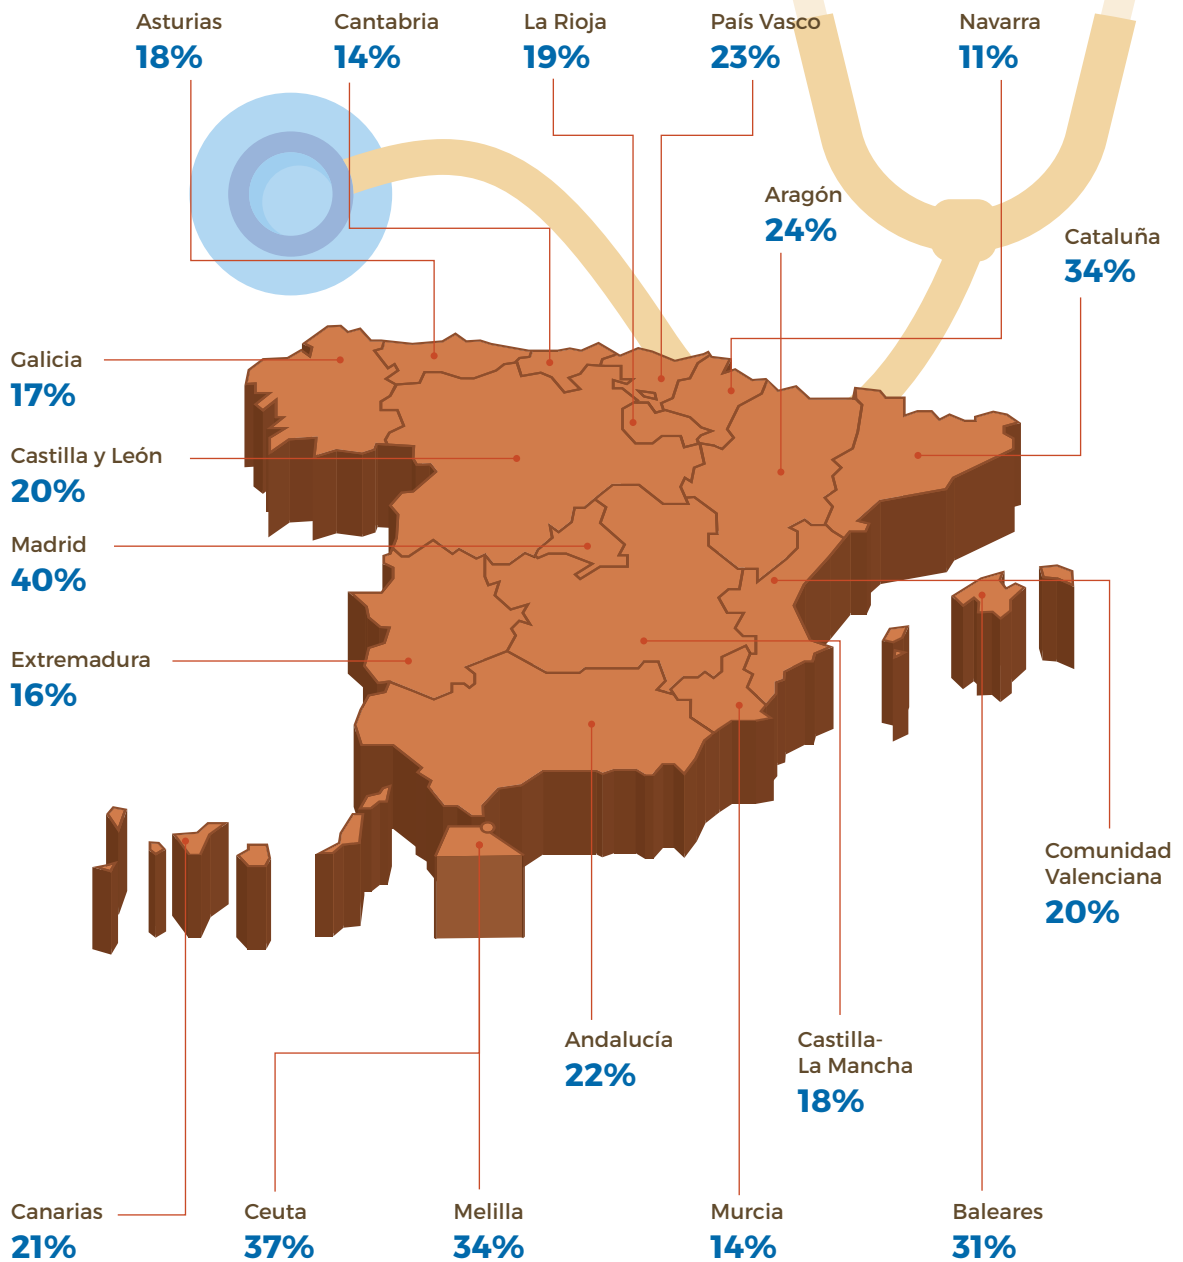 Asturias
18%
Cantabria
14%
La Rioja
19%
País Vasco
23%
Navarra
11%
Aragón
24%
Cataluña
34%
Galicia
17%
Castilla y León
20%
Madrid
40%
Extremadura
16%
Comunidad
Valenciana
20%
Andalucía
22%
Castilla-
La Mancha
18%
Canarias
21%
Ceuta
37%
Melilla
34%
Murcia
14%
Baleares
31%